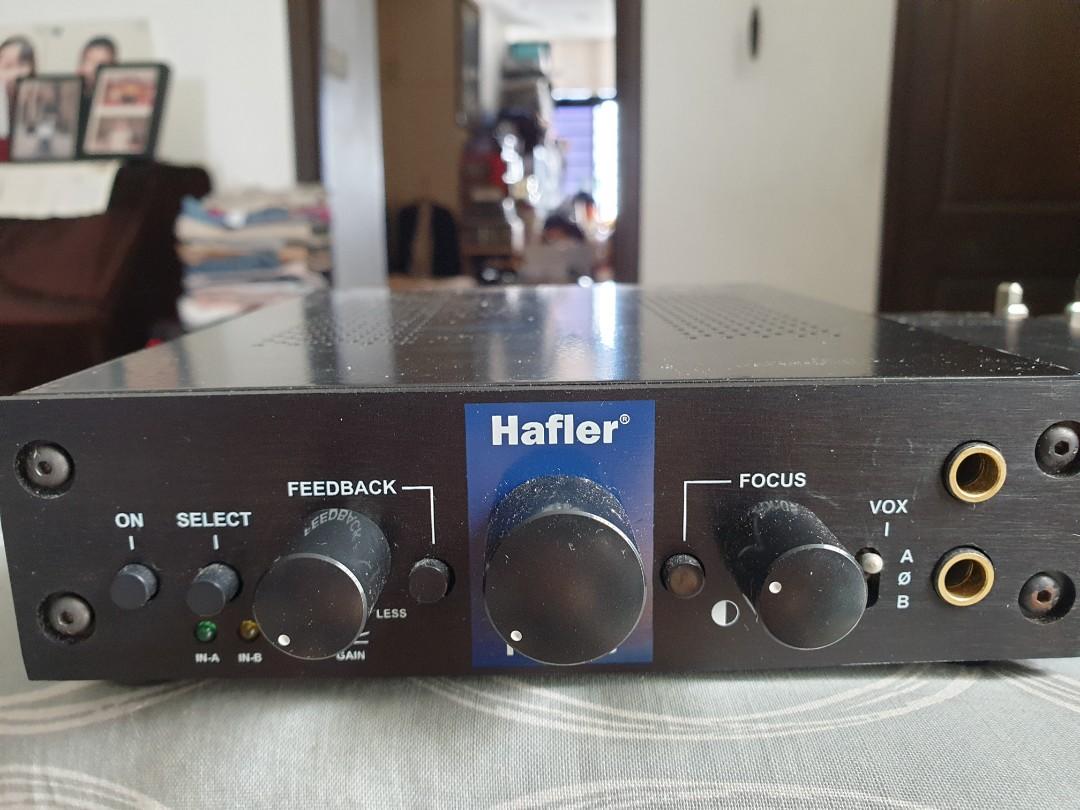 Hafler®
FEEDBACK
FOCUS
ON
SELECT
FEEDBACK
VOX
A
Ø
B
LESS
IN-A
IN-B
GAIN